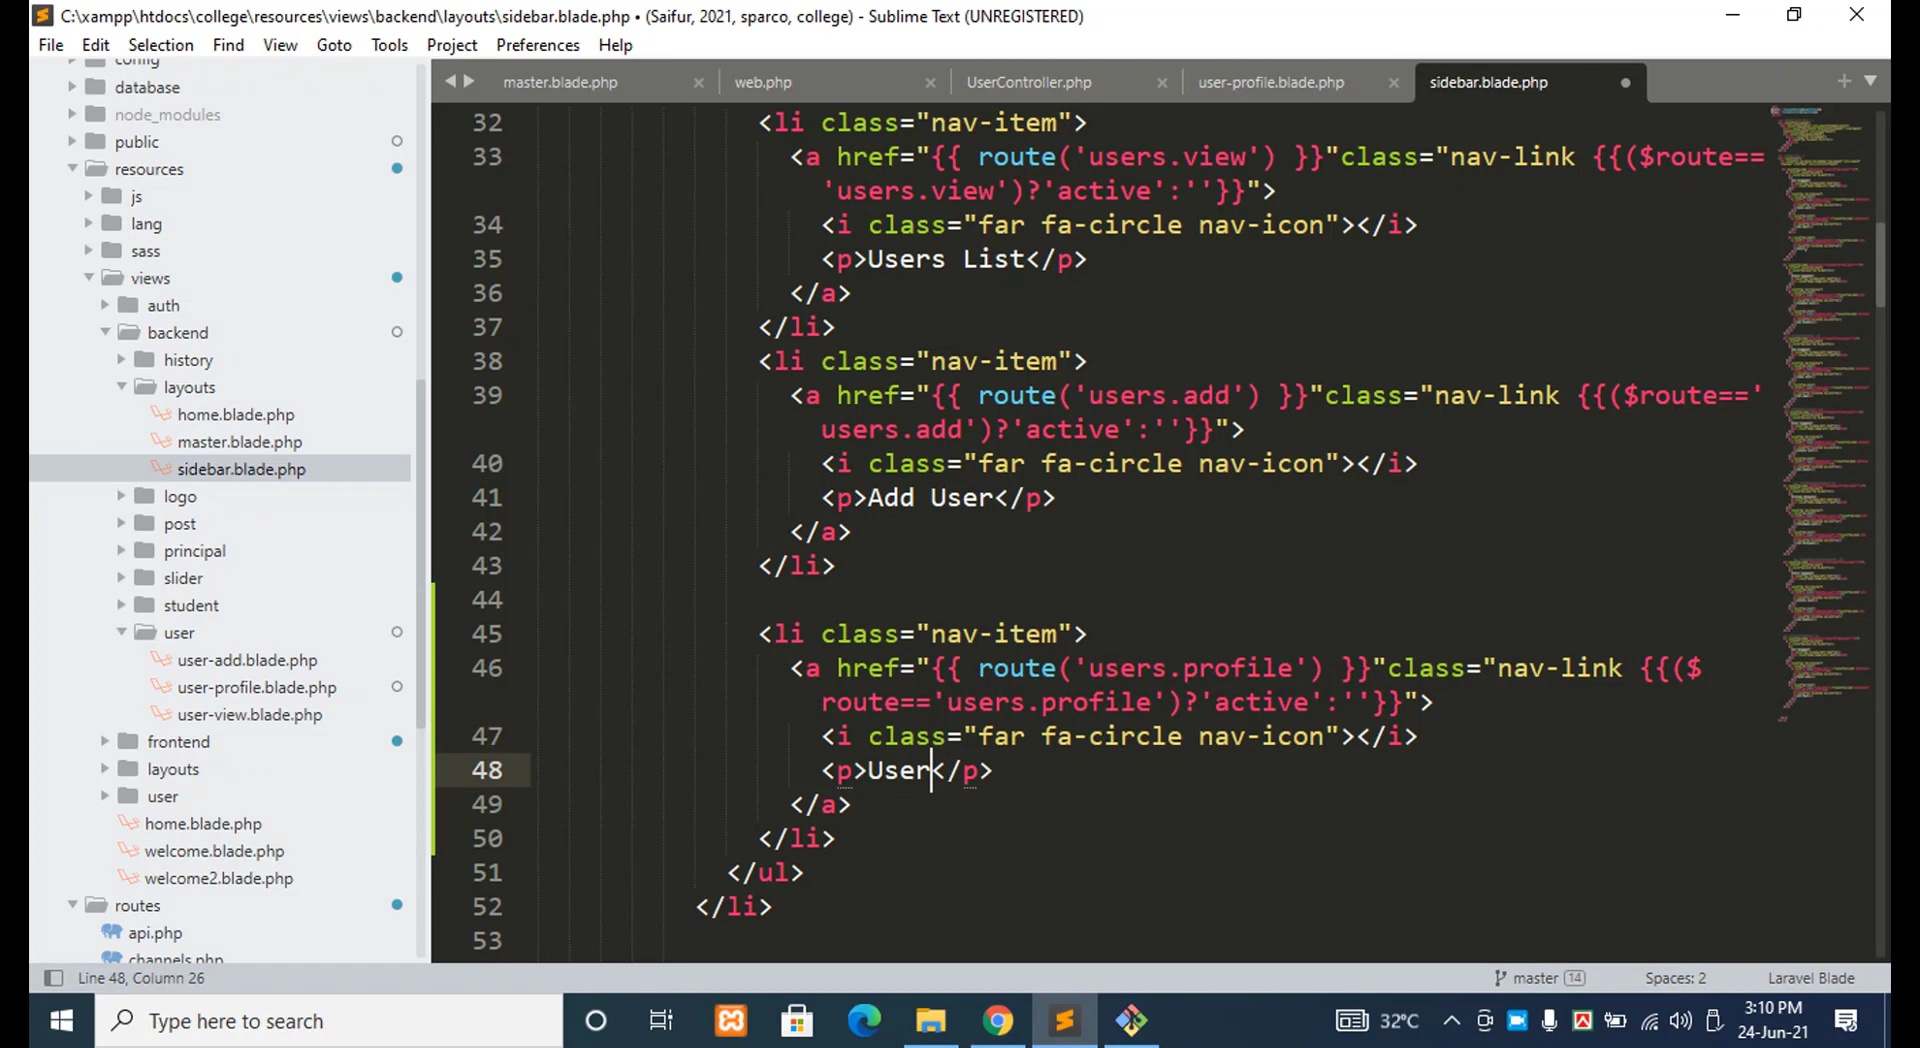 C:\xampp\htdocs\college\resources\views\backend\layouts\sidebar.blade.php • (Saifur, 2021, sparco, college) - Sublime Text (UNREGISTERED)
File Edit Selection Find View Goto Tools Project Preferences Help
master.blade.php web.php UserController.php user-profile.blade.php sidebar.blade.php
config
database
node_modules
public
resources
js
lang
sass
views
auth
backend
history
layouts
home.blade.php
master.blade.php
sidebar.blade.php
logo
post
principal
slider
student
user
user-add.blade.php
user-profile.blade.php
user-view.blade.php
frontend
layouts
user
home.blade.php
welcome.blade.php
welcome2.blade.php
routes
api.php
channels.php
32 <li class="nav-item">
33 <a href="{{ route('users.view') }}"class="nav-link {{($route==
'users.view')?'active':''}}">
34 <i class="far fa-circle nav-icon"></i>
35 <p>Users List</p>
36 </a>
37 </li>
38 <li class="nav-item">
39 <a href="{{ route('users.add') }}"class="nav-link {{($route=='
users.add')?'active':''}}">
40 <i class="far fa-circle nav-icon"></i>
41 <p>Add User</p>
42 </a>
43 </li>
44
45 <li class="nav-item">
46 <a href="{{ route('users.profile') }}"class="nav-link {{($
route=='users.profile')?'active':''}}">
47 <i class="far fa-circle nav-icon"></i>
48 <p>User</p>
49 </a>
50 </li>
51 </ul>
52 </li>
53
Line 48, Column 26 master 14 Spaces: 2 Laravel Blade
Type here to search 32°C 3:10 PM
24-Jun-21